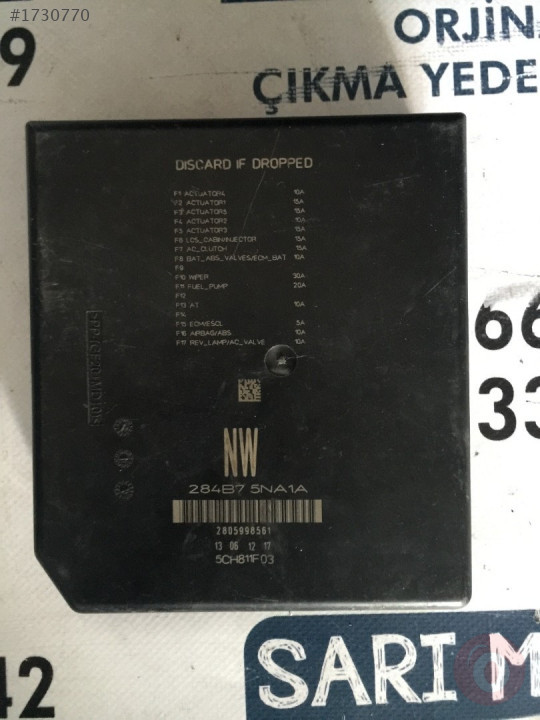 #1730770
9
ORJİNA
ÇIKMA YEDE
DISCARD IF DROPPED
F1 ACTUATOR4 10A
F2 ACTUATOR1 15A
F3 ACTUATOR5 15A
F4 ACTUATOR2 10A
F5 ACTUATOR3 15A
F6 LCS_CABIN/INJECTOR 15A
F7 AC_CLUTCH 15A
F8 BAT_ABS_VALVES/ECM_BAT 10A
F9
F10 WIPER 30A
F11 FUEL_PUMP 20A
F12
F13 AT 10A
F14
F15 ECM/ESCL 5A
F16 AIRBAG/ABS 10A
F17 REV_LAMP/AC_VALVE 10A
66
33
NW
284B7 5NA1A
2805998561
13 06 12 17
5CH811F03
42
SARI M